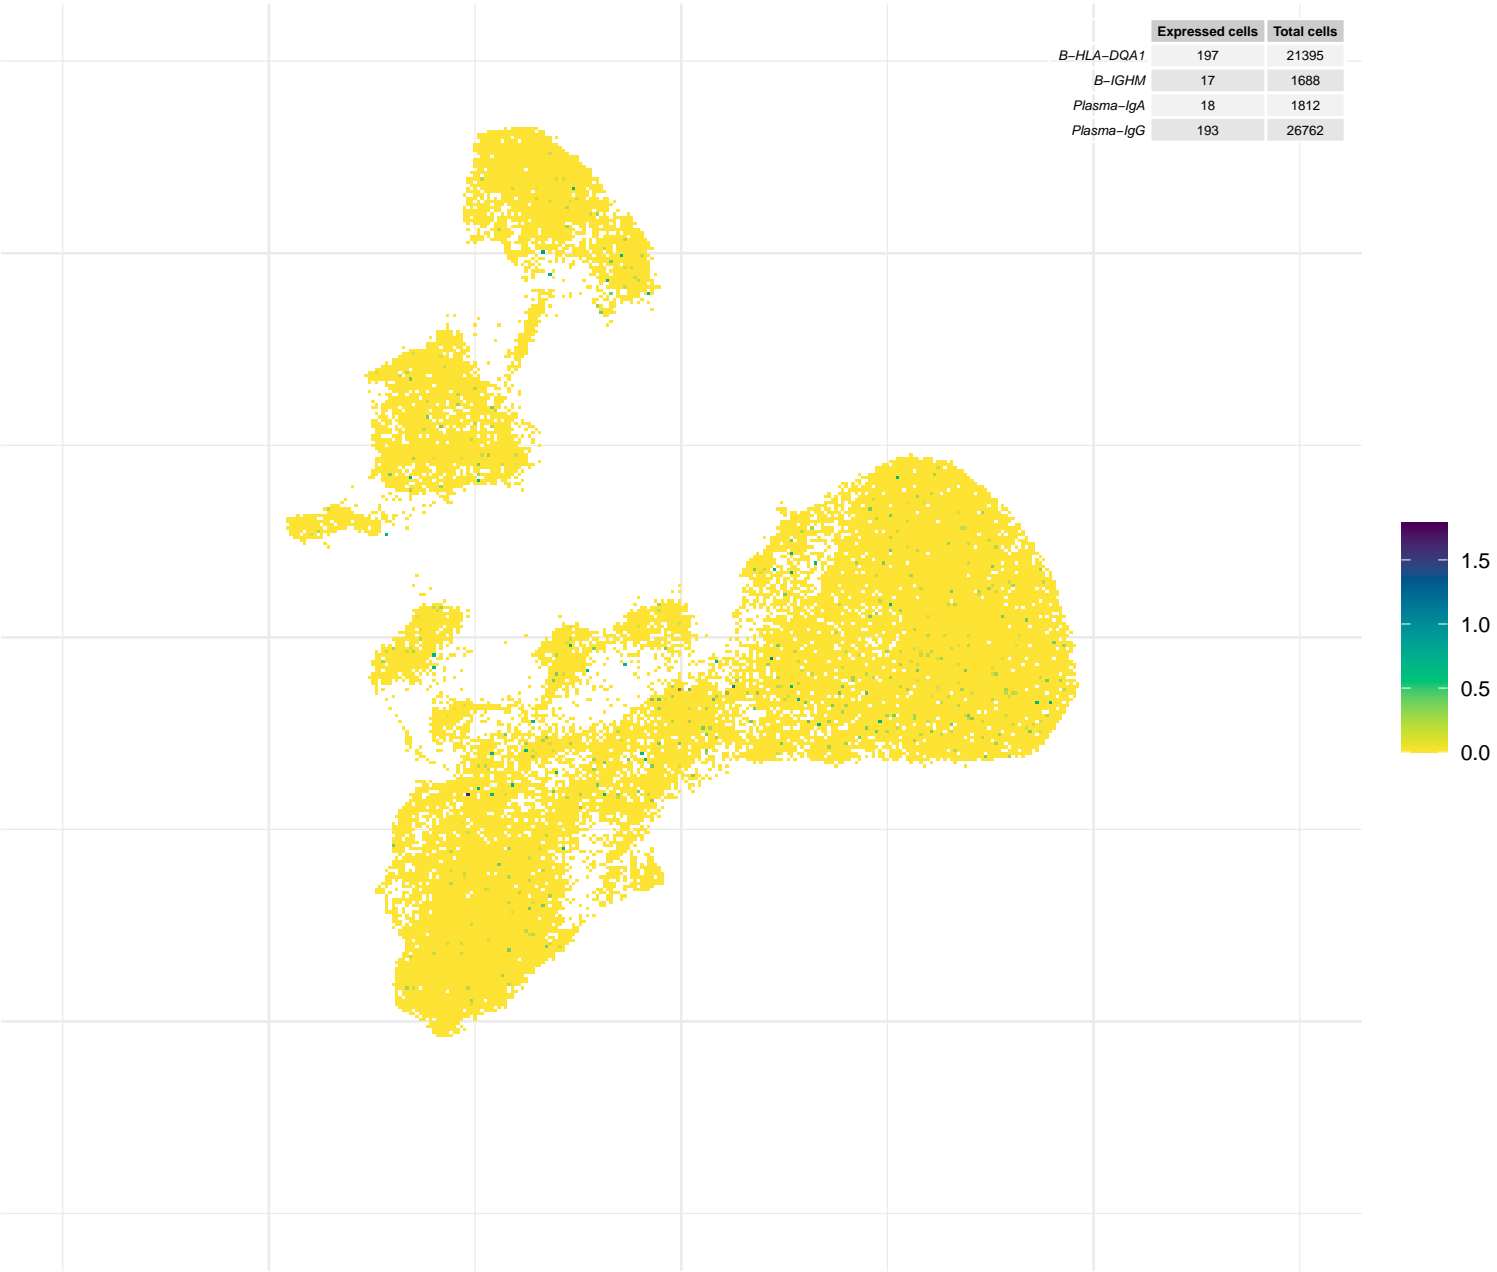 Expressed cells Total cells
B−HLA−DQA1 197 21395
B−IGHM 17 1688
Plasma−IgA 18 1812
Plasma−IgG 193 26762
1.5
1.0
0.5
0.0